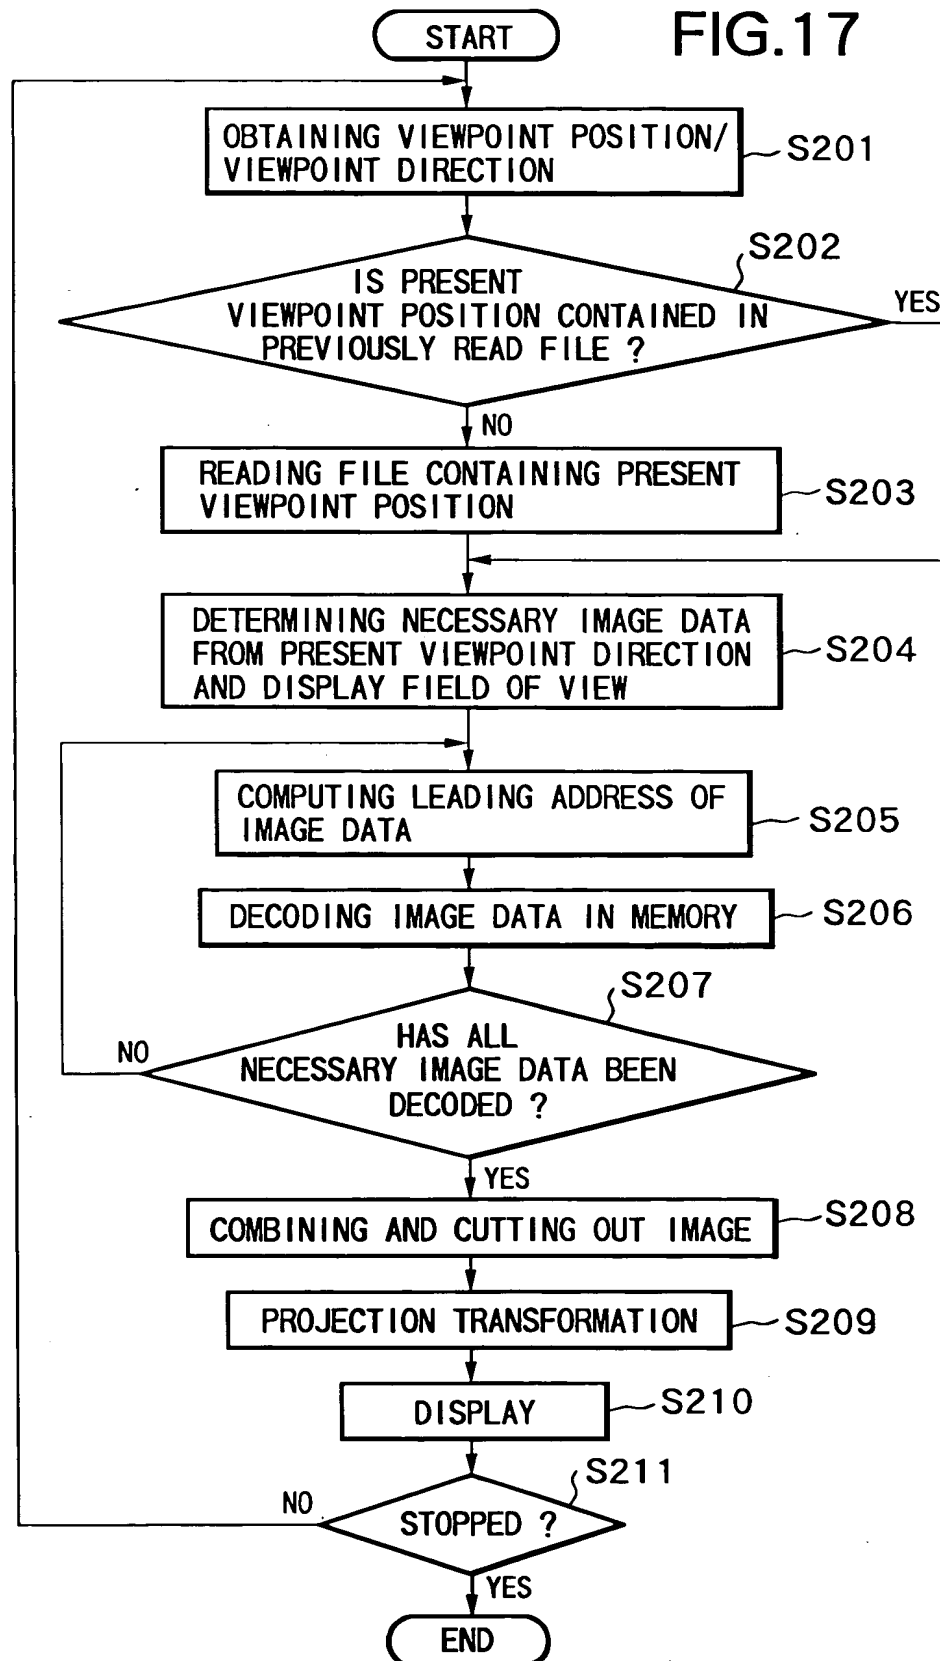 FIG.17
START
OBTAINING VIEWPOINT POSITION/
VIEWPOINT DIRECTION
S201
S202
IS PRESENT
VIEWPOINT POSITION CONTAINED IN
PREVIOUSLY READ FILE ?
YES
NO
READING FILE CONTAINING PRESENT
VIEWPOINT POSITION
S203
DETERMINING NECESSARY IMAGE DATA
FROM PRESENT VIEWPOINT DIRECTION
AND DISPLAY FIELD OF VIEW
S204
COMPUTING LEADING ADDRESS OF
IMAGE DATA
S205
DECODING IMAGE DATA IN MEMORY
S206
S207
HAS ALL
NECESSARY IMAGE DATA BEEN
DECODED ?
NO
YES
COMBINING AND CUTTING OUT IMAGE
S208
PROJECTION TRANSFORMATION
S209
DISPLAY
S210
S211
STOPPED ?
NO
YES
END